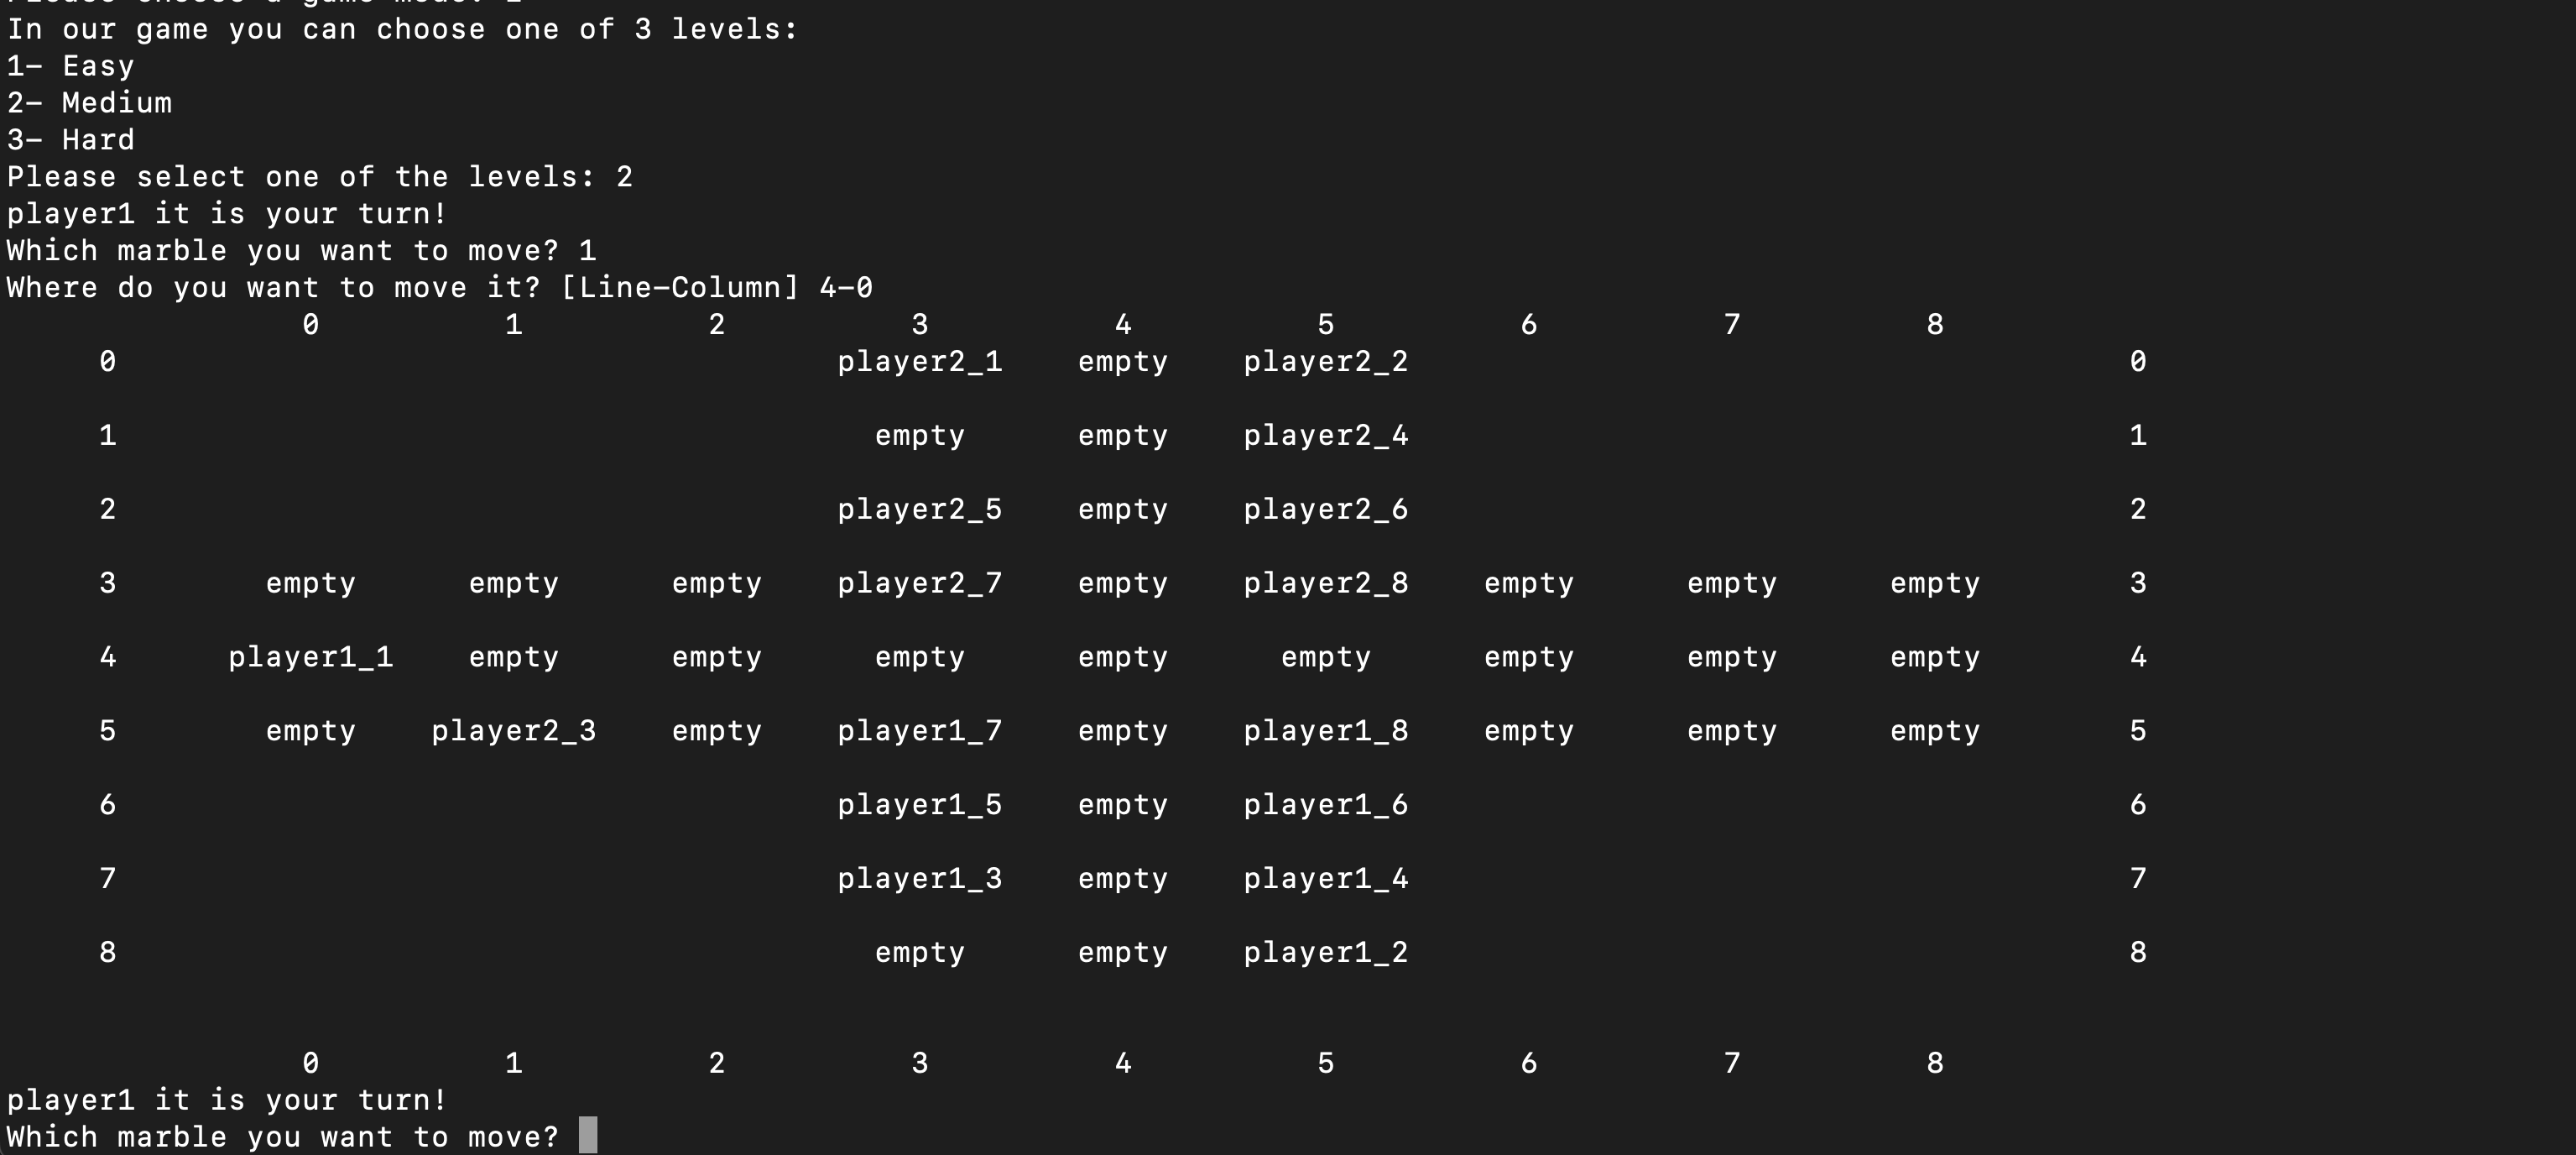 Please choose a game mode:
In our game you can choose one of 3 levels:
1- Easy
2- Medium
3- Hard
Please select one of the levels: 2
player1 it is your turn!
Which marble you want to move? 1
Where do you want to move it? [Line-Column] 4-0
0 1 2 3 4 5 6 7 8
0 player2_1 empty player2_2 0
1 empty empty player2_4 1
2 player2_5 empty player2_6 2
3 empty empty empty player2_7 empty player2_8 empty empty empty 3
4 player1_1 empty empty empty empty empty empty empty empty 4
5 empty player2_3 empty player1_7 empty player1_8 empty empty empty 5
6 player1_5 empty player1_6 6
7 player1_3 empty player1_4 7
8 empty empty player1_2 8
0 1 2 3 4 5 6 7 8
player1 it is your turn!
Which marble you want to move?